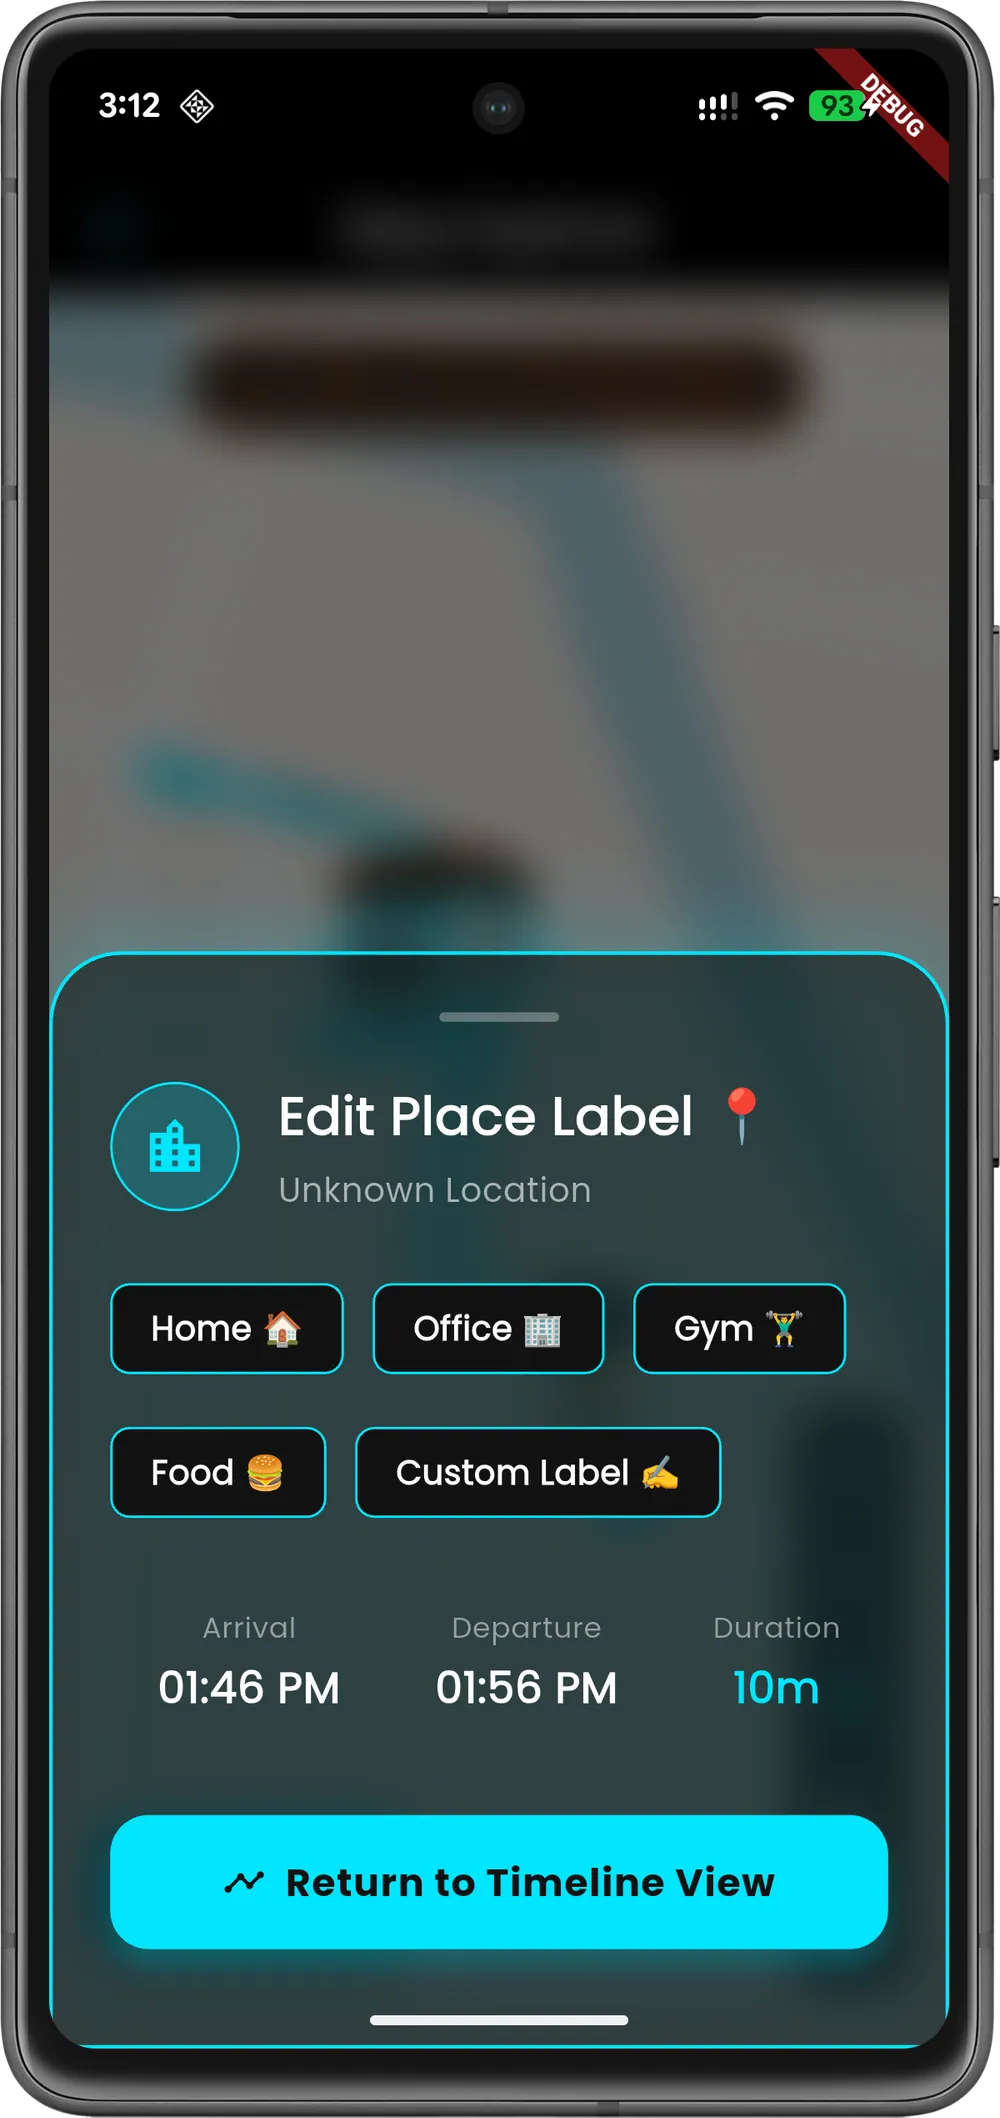 3:12
93
DEBUG
Edit Place Label 📍
Unknown Location
Home 🏠
Office 🏢
Gym 🏋️
Food 🍔
Custom Label ✍️
Arrival
Departure
Duration
01:46 PM
01:56 PM
10m
Return to Timeline View